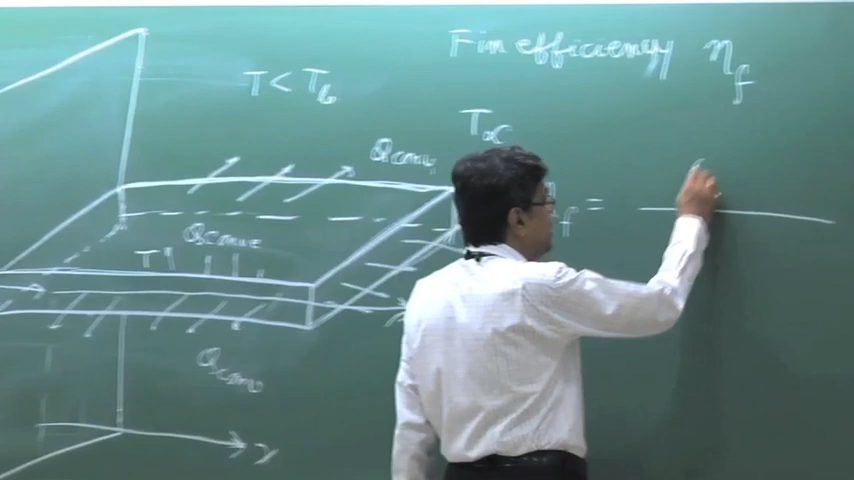 Fin efficiency η_f
T < T_b
T_∞
Q_conv
η_f =
Q_conv
Q_conv
x